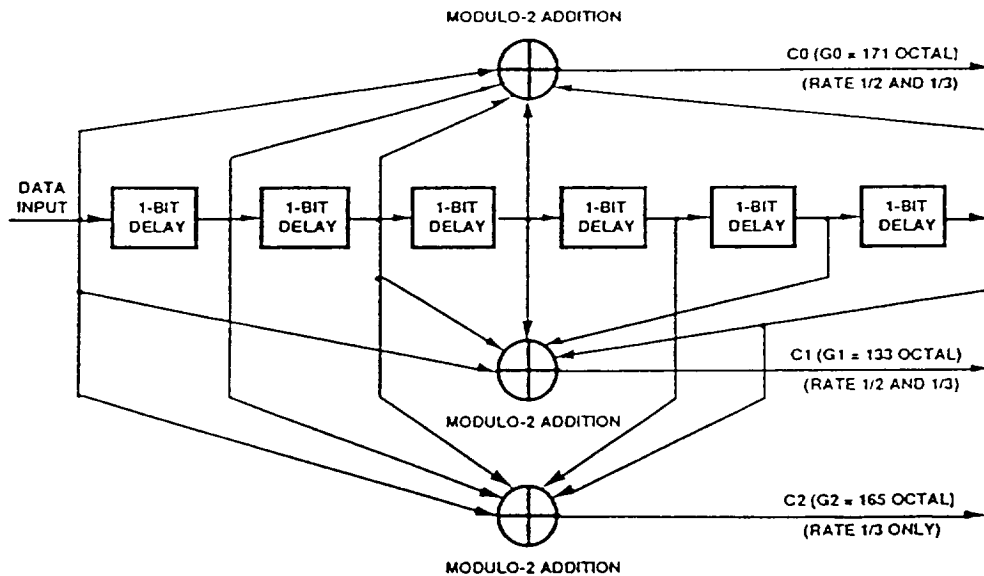 MODULO-2 ADDITION
C0 (G0 = 171 OCTAL)
(RATE 1/2 AND 1/3)
DATA
INPUT
1-BIT
DELAY
1-BIT
DELAY
1-BIT
DELAY
1-BIT
DELAY
1-BIT
DELAY
1-BIT
DELAY
C1 (G1 = 133 OCTAL)
(RATE 1/2 AND 1/3)
MODULO-2 ADDITION
C2 (G2 = 165 OCTAL)
(RATE 1/3 ONLY)
MODULO-2 ADDITION